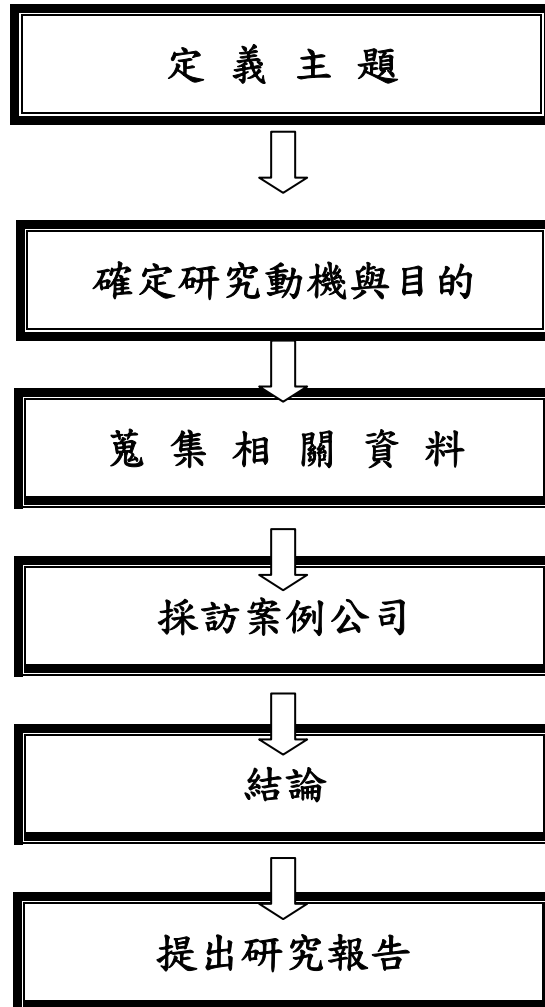 定義主題
確定研究動機與目的
蒐集相關資料
採訪案例公司
結論
提出研究報告